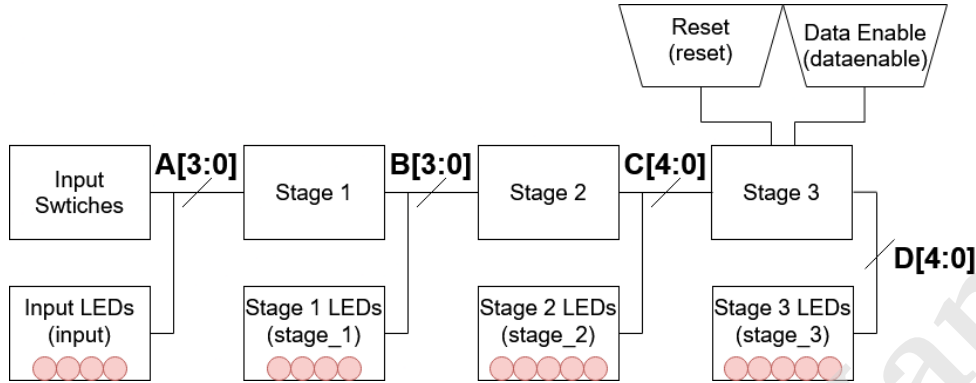 Reset
(reset)
Data Enable
(dataenable)
Input
Swtiches
A[3:0]
Stage 1
B[3:0]
Stage 2
C[4:0]
Stage 3
D[4:0]
Input LEDs
(input)
Stage 1 LEDs
(stage_1)
Stage 2 LEDs
(stage_2)
Stage 3 LEDs
(stage_3)